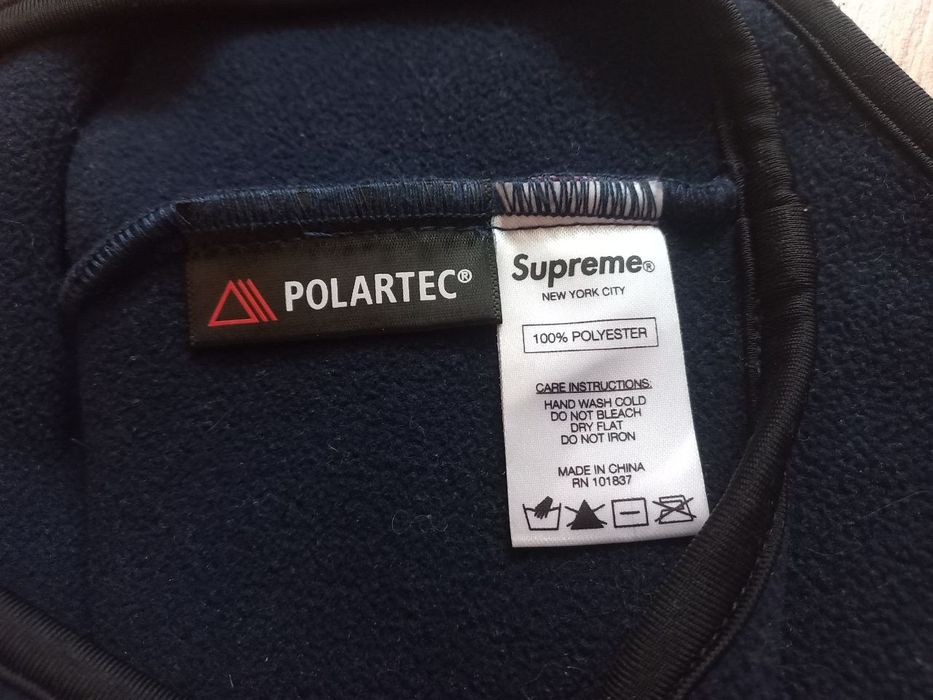 POLARTEC®
Supreme®
NEW YORK CITY
100% POLYESTER
CARE INSTRUCTIONS:
HAND WASH COLD
DO NOT BLEACH
DRY FLAT
DO NOT IRON
MADE IN CHINA
RN 101837